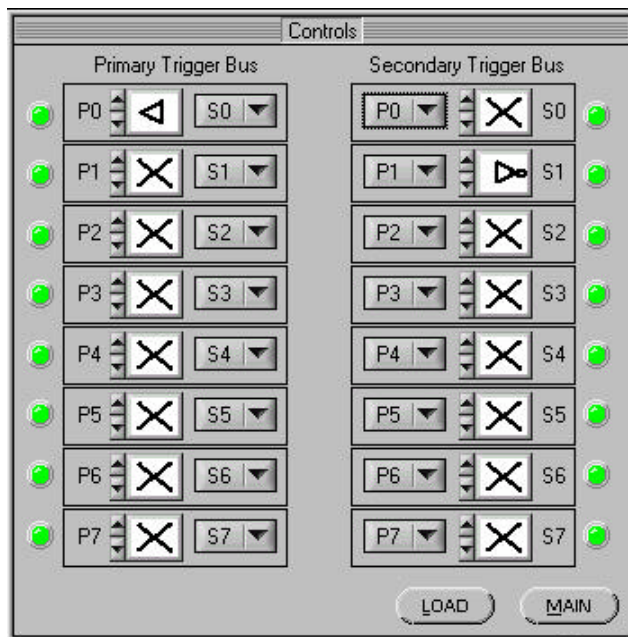 Controls
Primary Trigger Bus Secondary Trigger Bus
P0 S0 P0 S0
P1 S1 P1 S1
P2 S2 P2 S2
P3 S3 P3 S3
P4 S4 P4 S4
P5 S5 P5 S5
P6 S6 P6 S6
P7 S7 P7 S7
LOAD MAIN